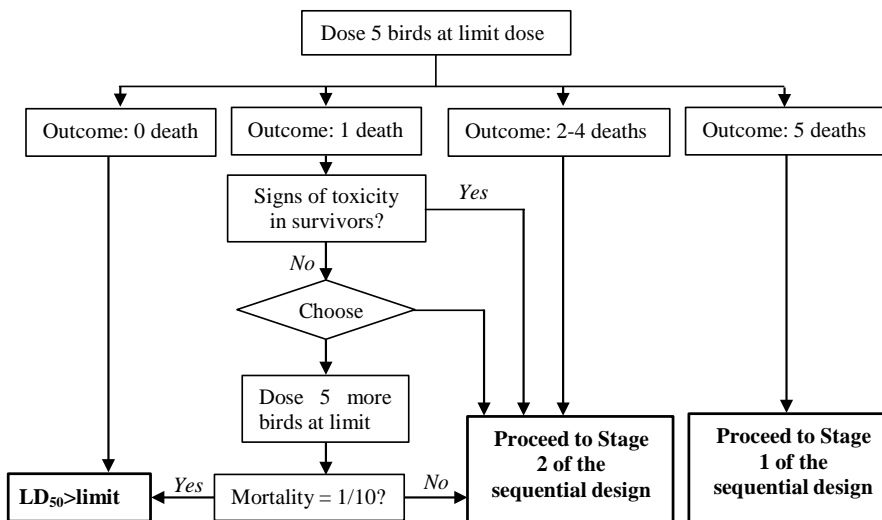 Dose 5 birds at limit dose
Outcome: 0 death
Outcome: 1 death
Outcome: 2-4 deaths
Outcome: 5 deaths
Signs of toxicity
in survivors?
Yes
No
Choose
Dose 5 more
birds at limit
Proceed to Stage
2 of the
sequential design
Proceed to Stage
1 of the
sequential design
LD50>limit
Yes
Mortality = 1/10?
No